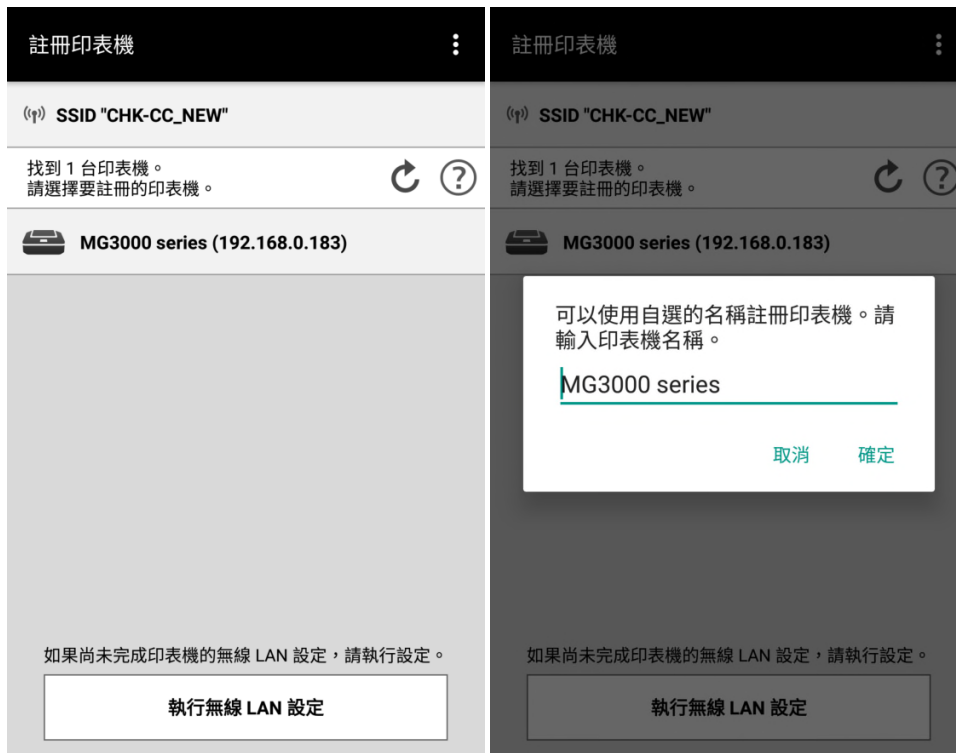 註冊印表機
SSID "CHK-CC_NEW"
找到 1 台印表機。
請選擇要註冊的印表機。
?
MG3000 series (192.168.0.183)
如果尚未完成印表機的無線 LAN 設定，請執行設定。
執行無線 LAN 設定
註冊印表機
SSID "CHK-CC_NEW"
找到 1 台印表機。
請選擇要註冊的印表機。
?
MG3000 series (192.168.0.183)
可以使用自選的名稱註冊印表機。請
輸入印表機名稱。
MG3000 series
取消 確定
如果尚未完成印表機的無線 LAN 設定，請執行設定。
執行無線 LAN 設定